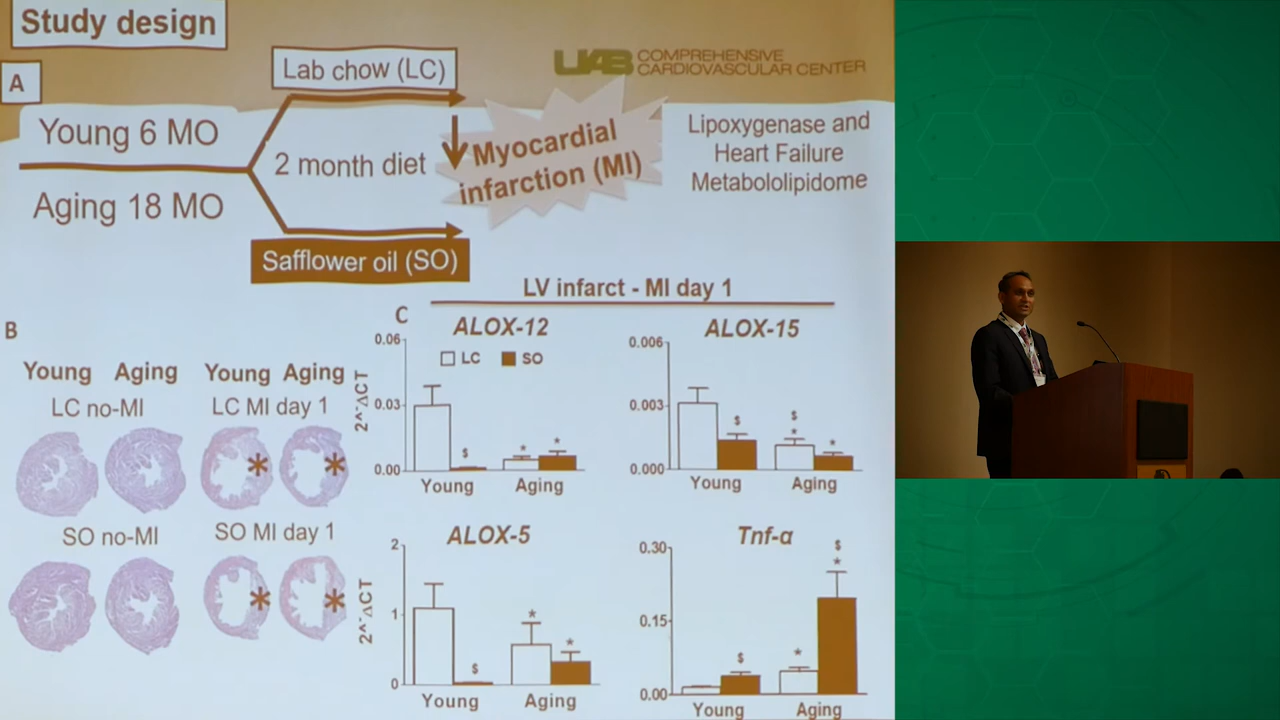 Study design
UAB COMPREHENSIVE
CARDIOVASCULAR CENTER
A
Lab chow (LC)
Young 6 MO
2 month diet
Aging 18 MO
Safflower oil (SO)
Myocardial
infarction (MI)
Lipoxygenase and
Heart Failure
Metabololipidome
B
Young Aging Young Aging
LC no-MI LC MI day 1
* *
SO no-MI SO MI day 1
* *
C
LV infarct - MI day 1
ALOX-12
LC SO
2^-ΔCT
0.06
0.03
0.00
$
*
*
Young Aging
ALOX-15
0.006
0.003
0.000
$
$
*
*
Young Aging
ALOX-5
2^-ΔCT
2
1
0
$
*
*
Young Aging
Tnf-α
0.30
0.15
0.00
$
*
$
*
Young Aging